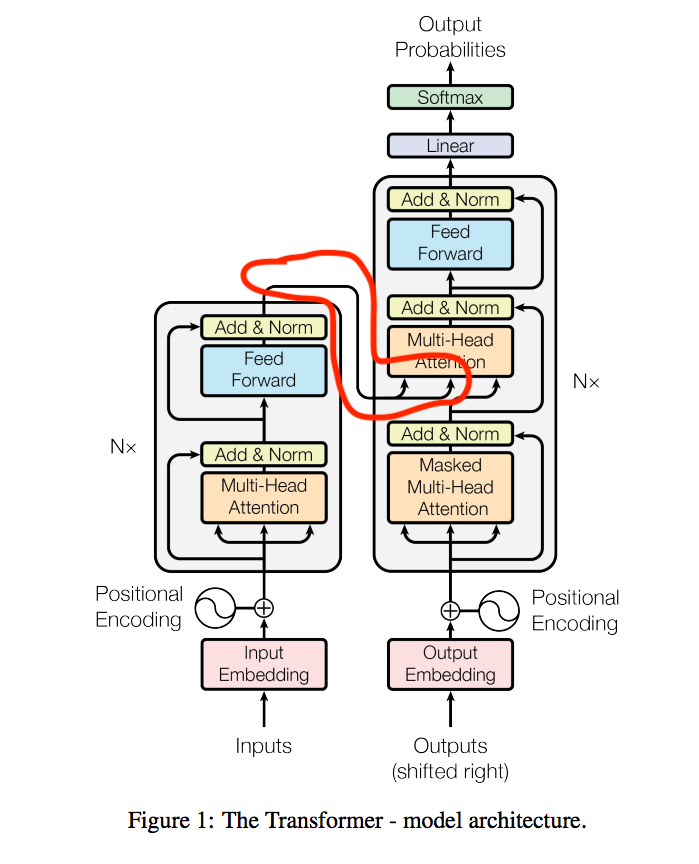 Output
Probabilities
Softmax
Linear
Add & Norm
Feed
Forward
Add & Norm
Multi-Head
Attention
Add & Norm
Masked
Multi-Head
Attention
N×
Add & Norm
Feed
Forward
Add & Norm
Multi-Head
Attention
N×
Positional
Encoding
Positional
Encoding
Input
Embedding
Output
Embedding
Inputs
Outputs
(shifted right)
Figure 1: The Transformer - model architecture.